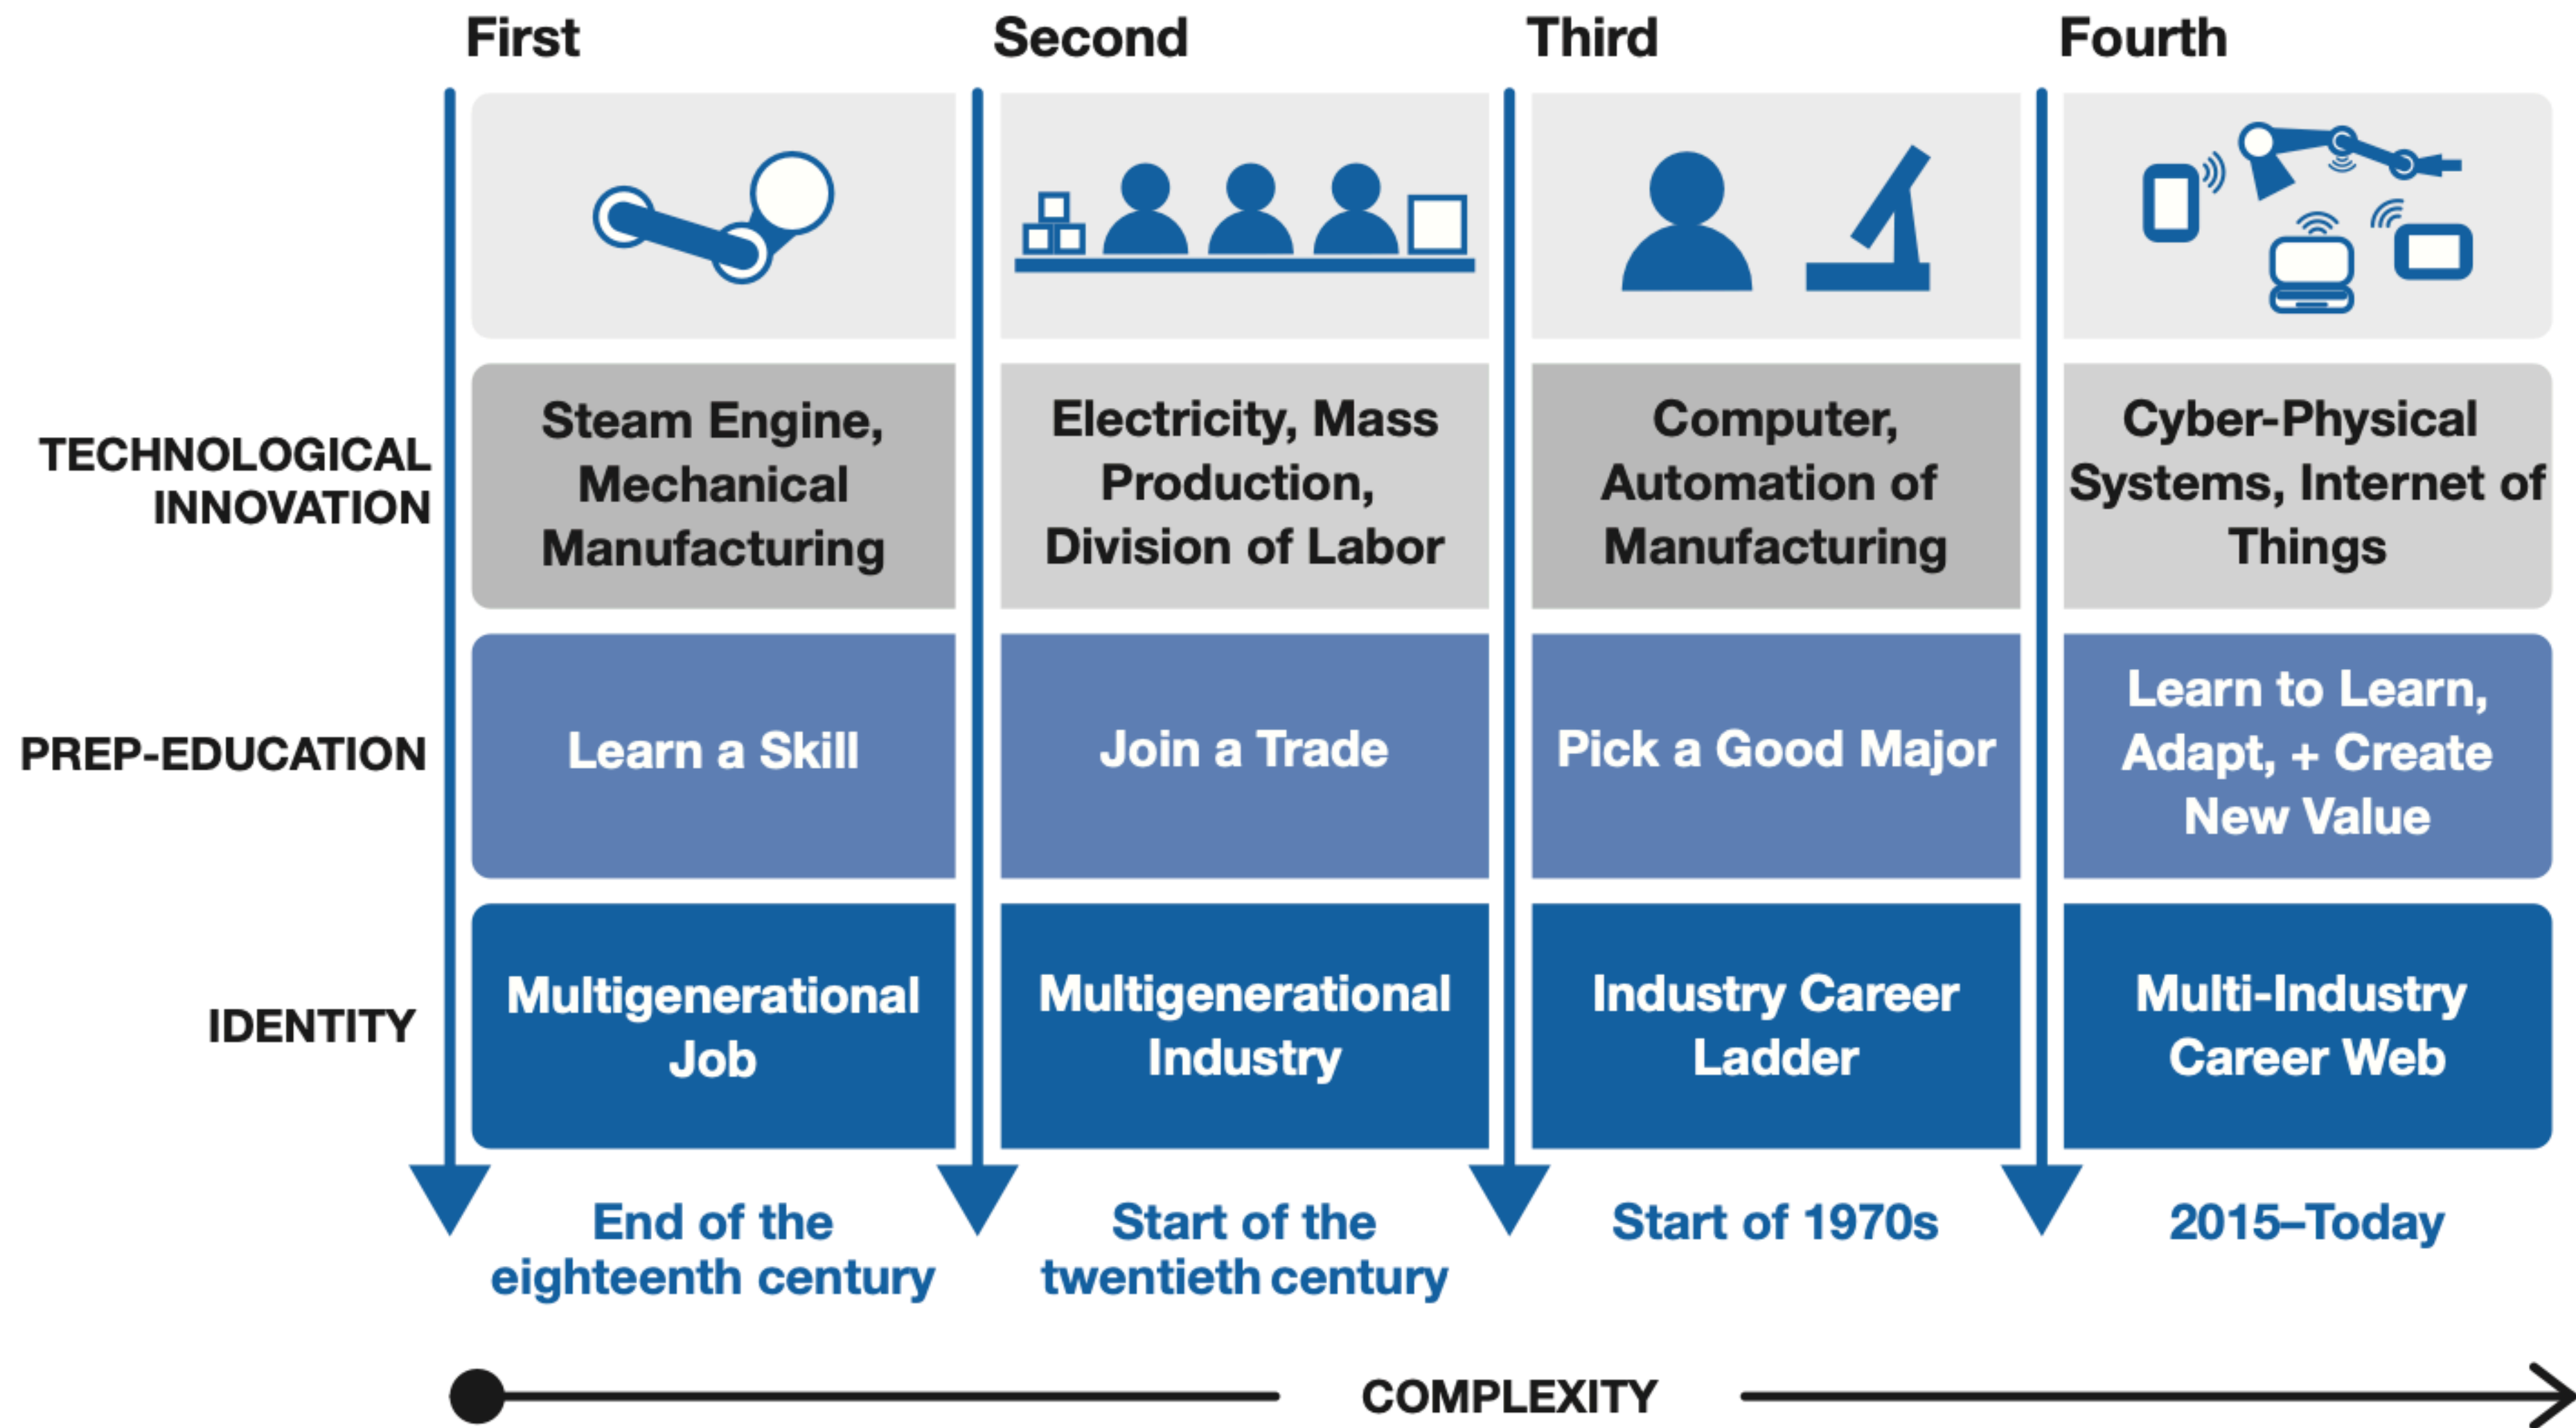 First
Second
Third
Fourth
TECHNOLOGICAL
INNOVATION
Steam Engine,
Mechanical
Manufacturing
Electricity, Mass
Production,
Division of Labor
Computer,
Automation of
Manufacturing
Cyber-Physical
Systems, Internet of
Things
PREP-EDUCATION
Learn a Skill
Join a Trade
Pick a Good Major
Learn to Learn,
Adapt, + Create
New Value
IDENTITY
Multigenerational
Job
Multigenerational
Industry
Industry Career
Ladder
Multi-Industry
Career Web
End of the
eighteenth century
Start of the
twentieth century
Start of 1970s
2015–Today
COMPLEXITY